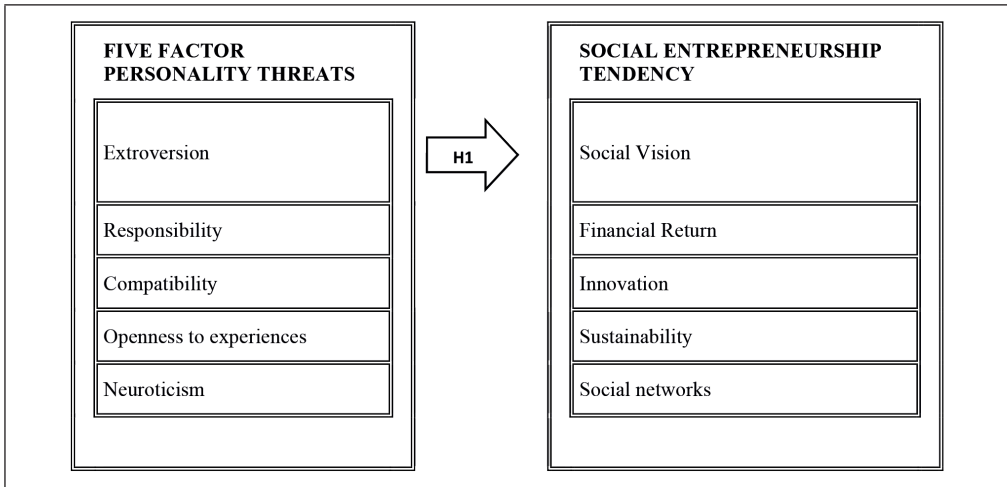 FIVE FACTOR
PERSONALITY THREATS
Extroversion
Responsibility
Compatibility
Openness to experiences
Neuroticism
H1
SOCIAL ENTREPRENEURSHIP
TENDENCY
Social Vision
Financial Return
Innovation
Sustainability
Social networks